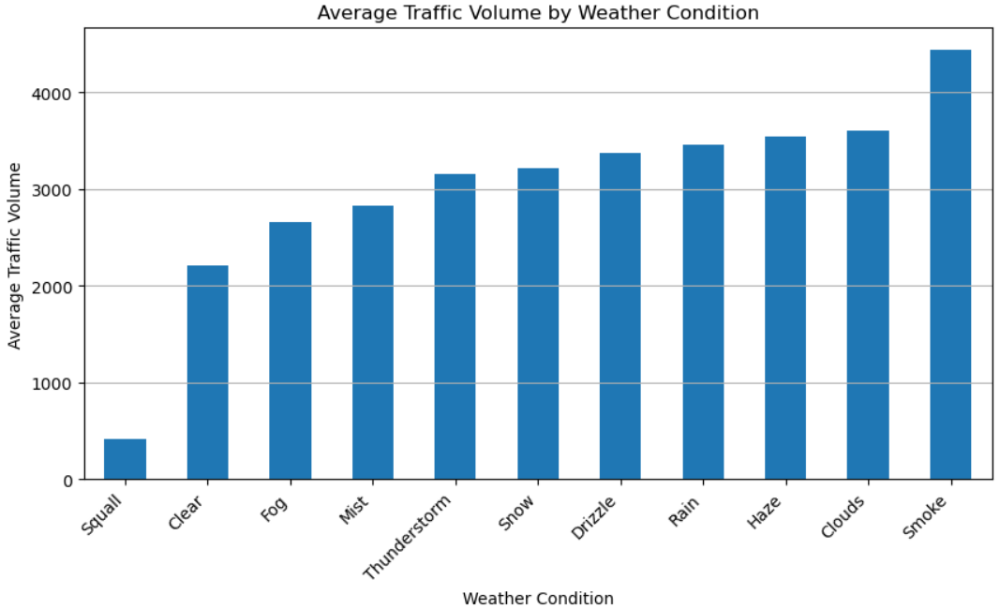 Average Traffic Volume by Weather Condition
Average Traffic Volume
4000
3000
2000
1000
0
Squall
Clear
Fog
Mist
Thunderstorm
Snow
Drizzle
Rain
Haze
Clouds
Smoke
Weather Condition